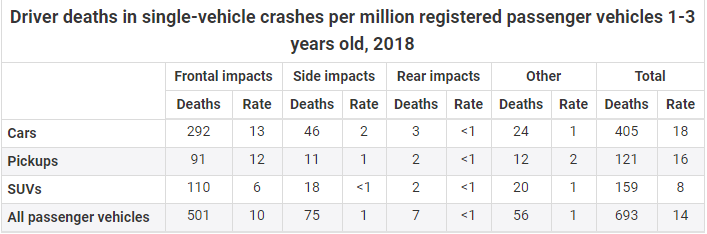 Driver deaths in single-vehicle crashes per million registered passenger vehicles 1-3
years old, 2018
Frontal impacts Side impacts Rear impacts Other Total
Deaths Rate Deaths Rate Deaths Rate Deaths Rate Deaths Rate
Cars 292 13 46 2 3 <1 24 1 405 18
Pickups 91 12 11 1 2 <1 12 2 121 16
SUVs 110 6 18 <1 2 <1 20 1 159 8
All passenger vehicles 501 10 75 1 7 <1 56 1 693 14